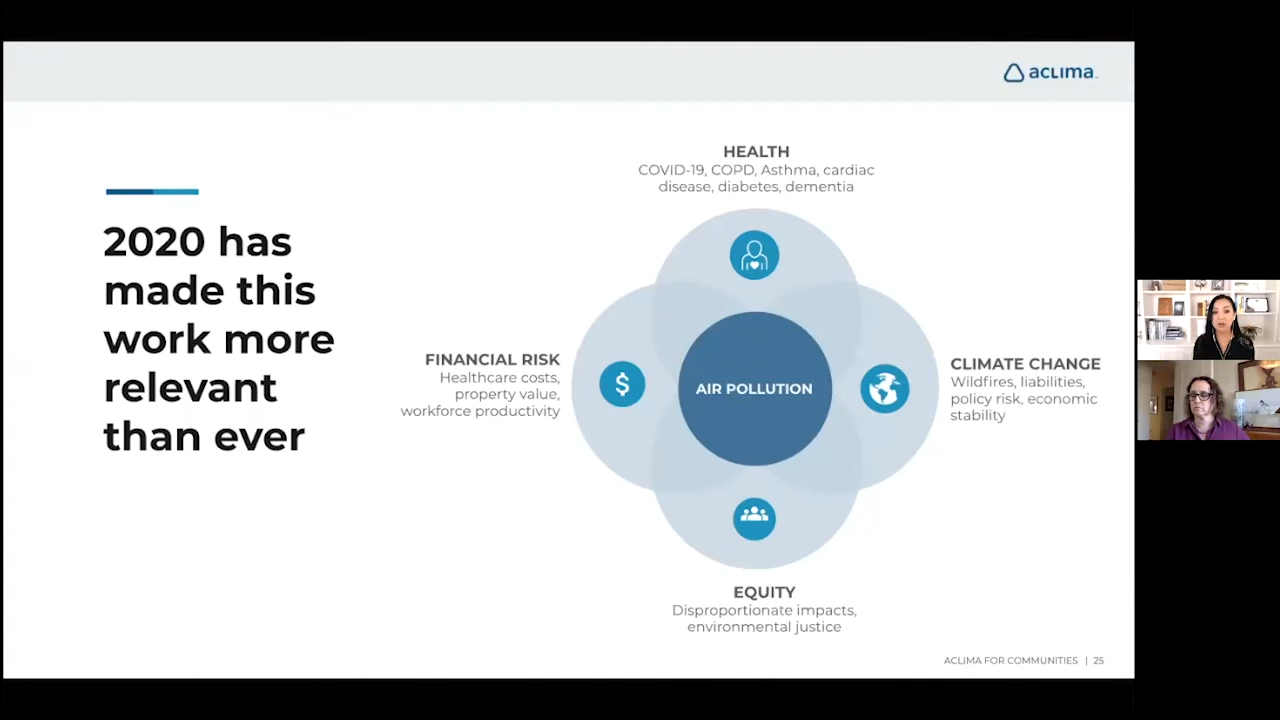 aclima
2020 has
made this
work more
relevant
than ever
HEALTH
COVID-19, COPD, Asthma, cardiac
disease, diabetes, dementia
FINANCIAL RISK
Healthcare costs,
property value,
workforce productivity
$
AIR POLLUTION
CLIMATE CHANGE
Wildfires, liabilities,
policy risk, economic
stability
EQUITY
Disproportionate impacts,
environmental justice
ACLIMA FOR COMMUNITIES | 25